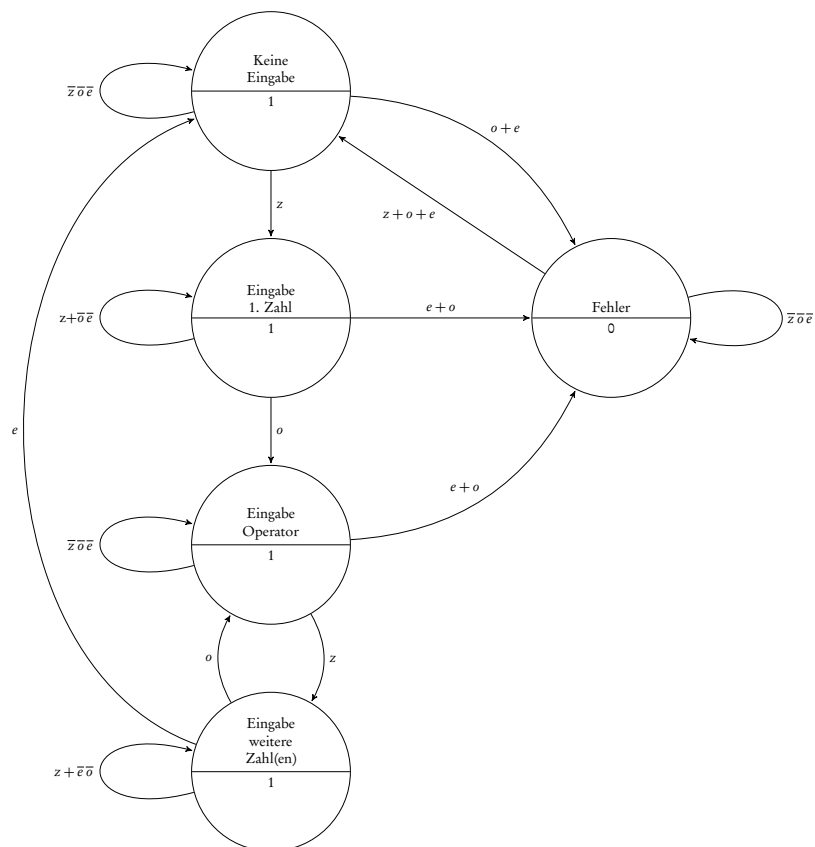 Keine
Eingabe
1
z̅ o̅ e̅
o + e
z
z + o + e
Eingabe
1. Zahl
1
z+o̅ e̅
e + o
Fehler
0
z̅ o̅ e̅
o
e
e + o
Eingabe
Operator
1
z̅ o̅ e̅
o
z
Eingabe
weitere
Zahl(en)
1
z + e̅ o̅